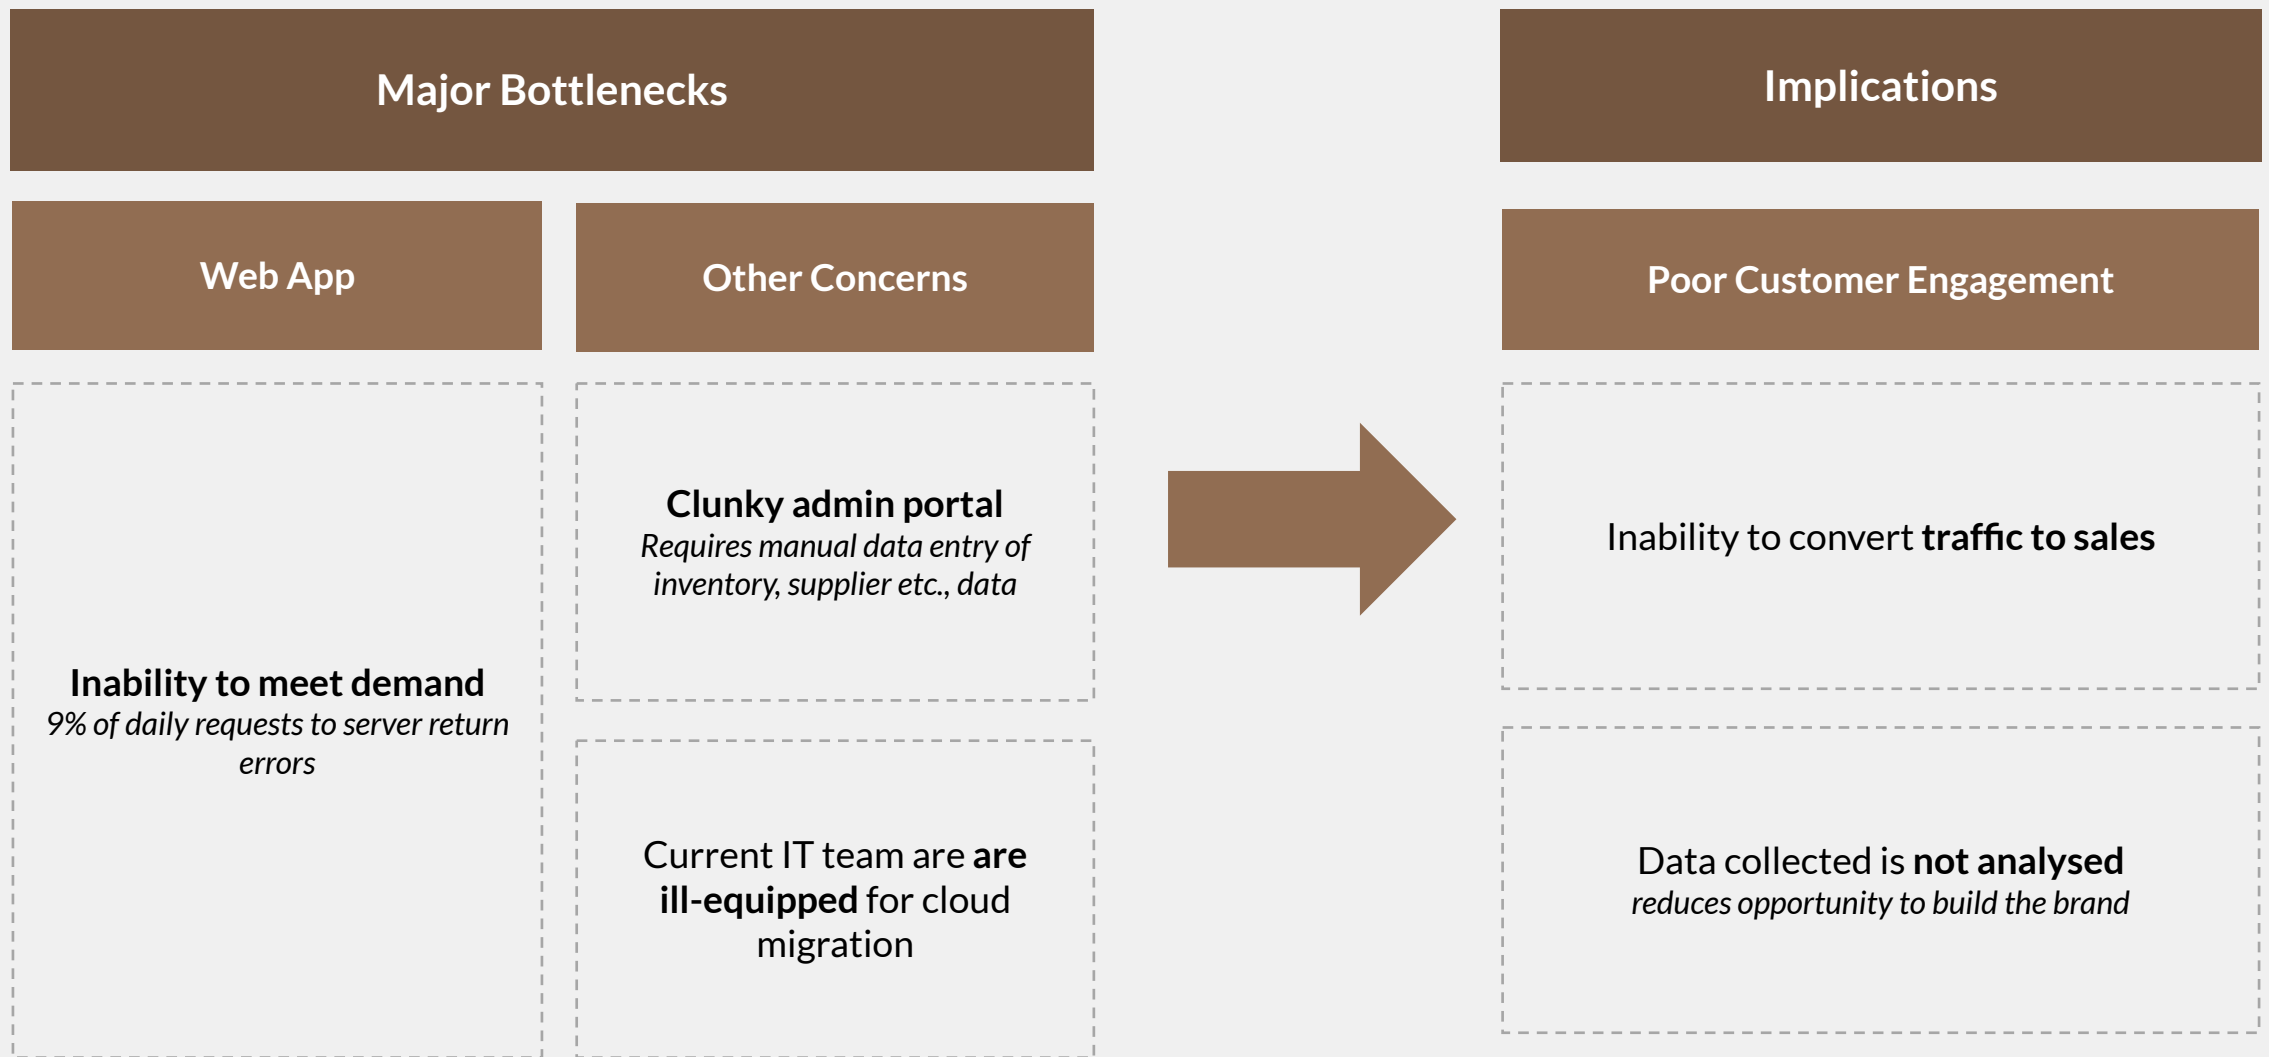 Major Bottlenecks
Implications
Web App
Other Concerns
Poor Customer Engagement
Inability to meet demand
9% of daily requests to server return
errors
Clunky admin portal
Requires manual data entry of
inventory, supplier etc., data
Current IT team are are
ill-equipped for cloud
migration
Inability to convert traffic to sales
Data collected is not analysed
reduces opportunity to build the brand